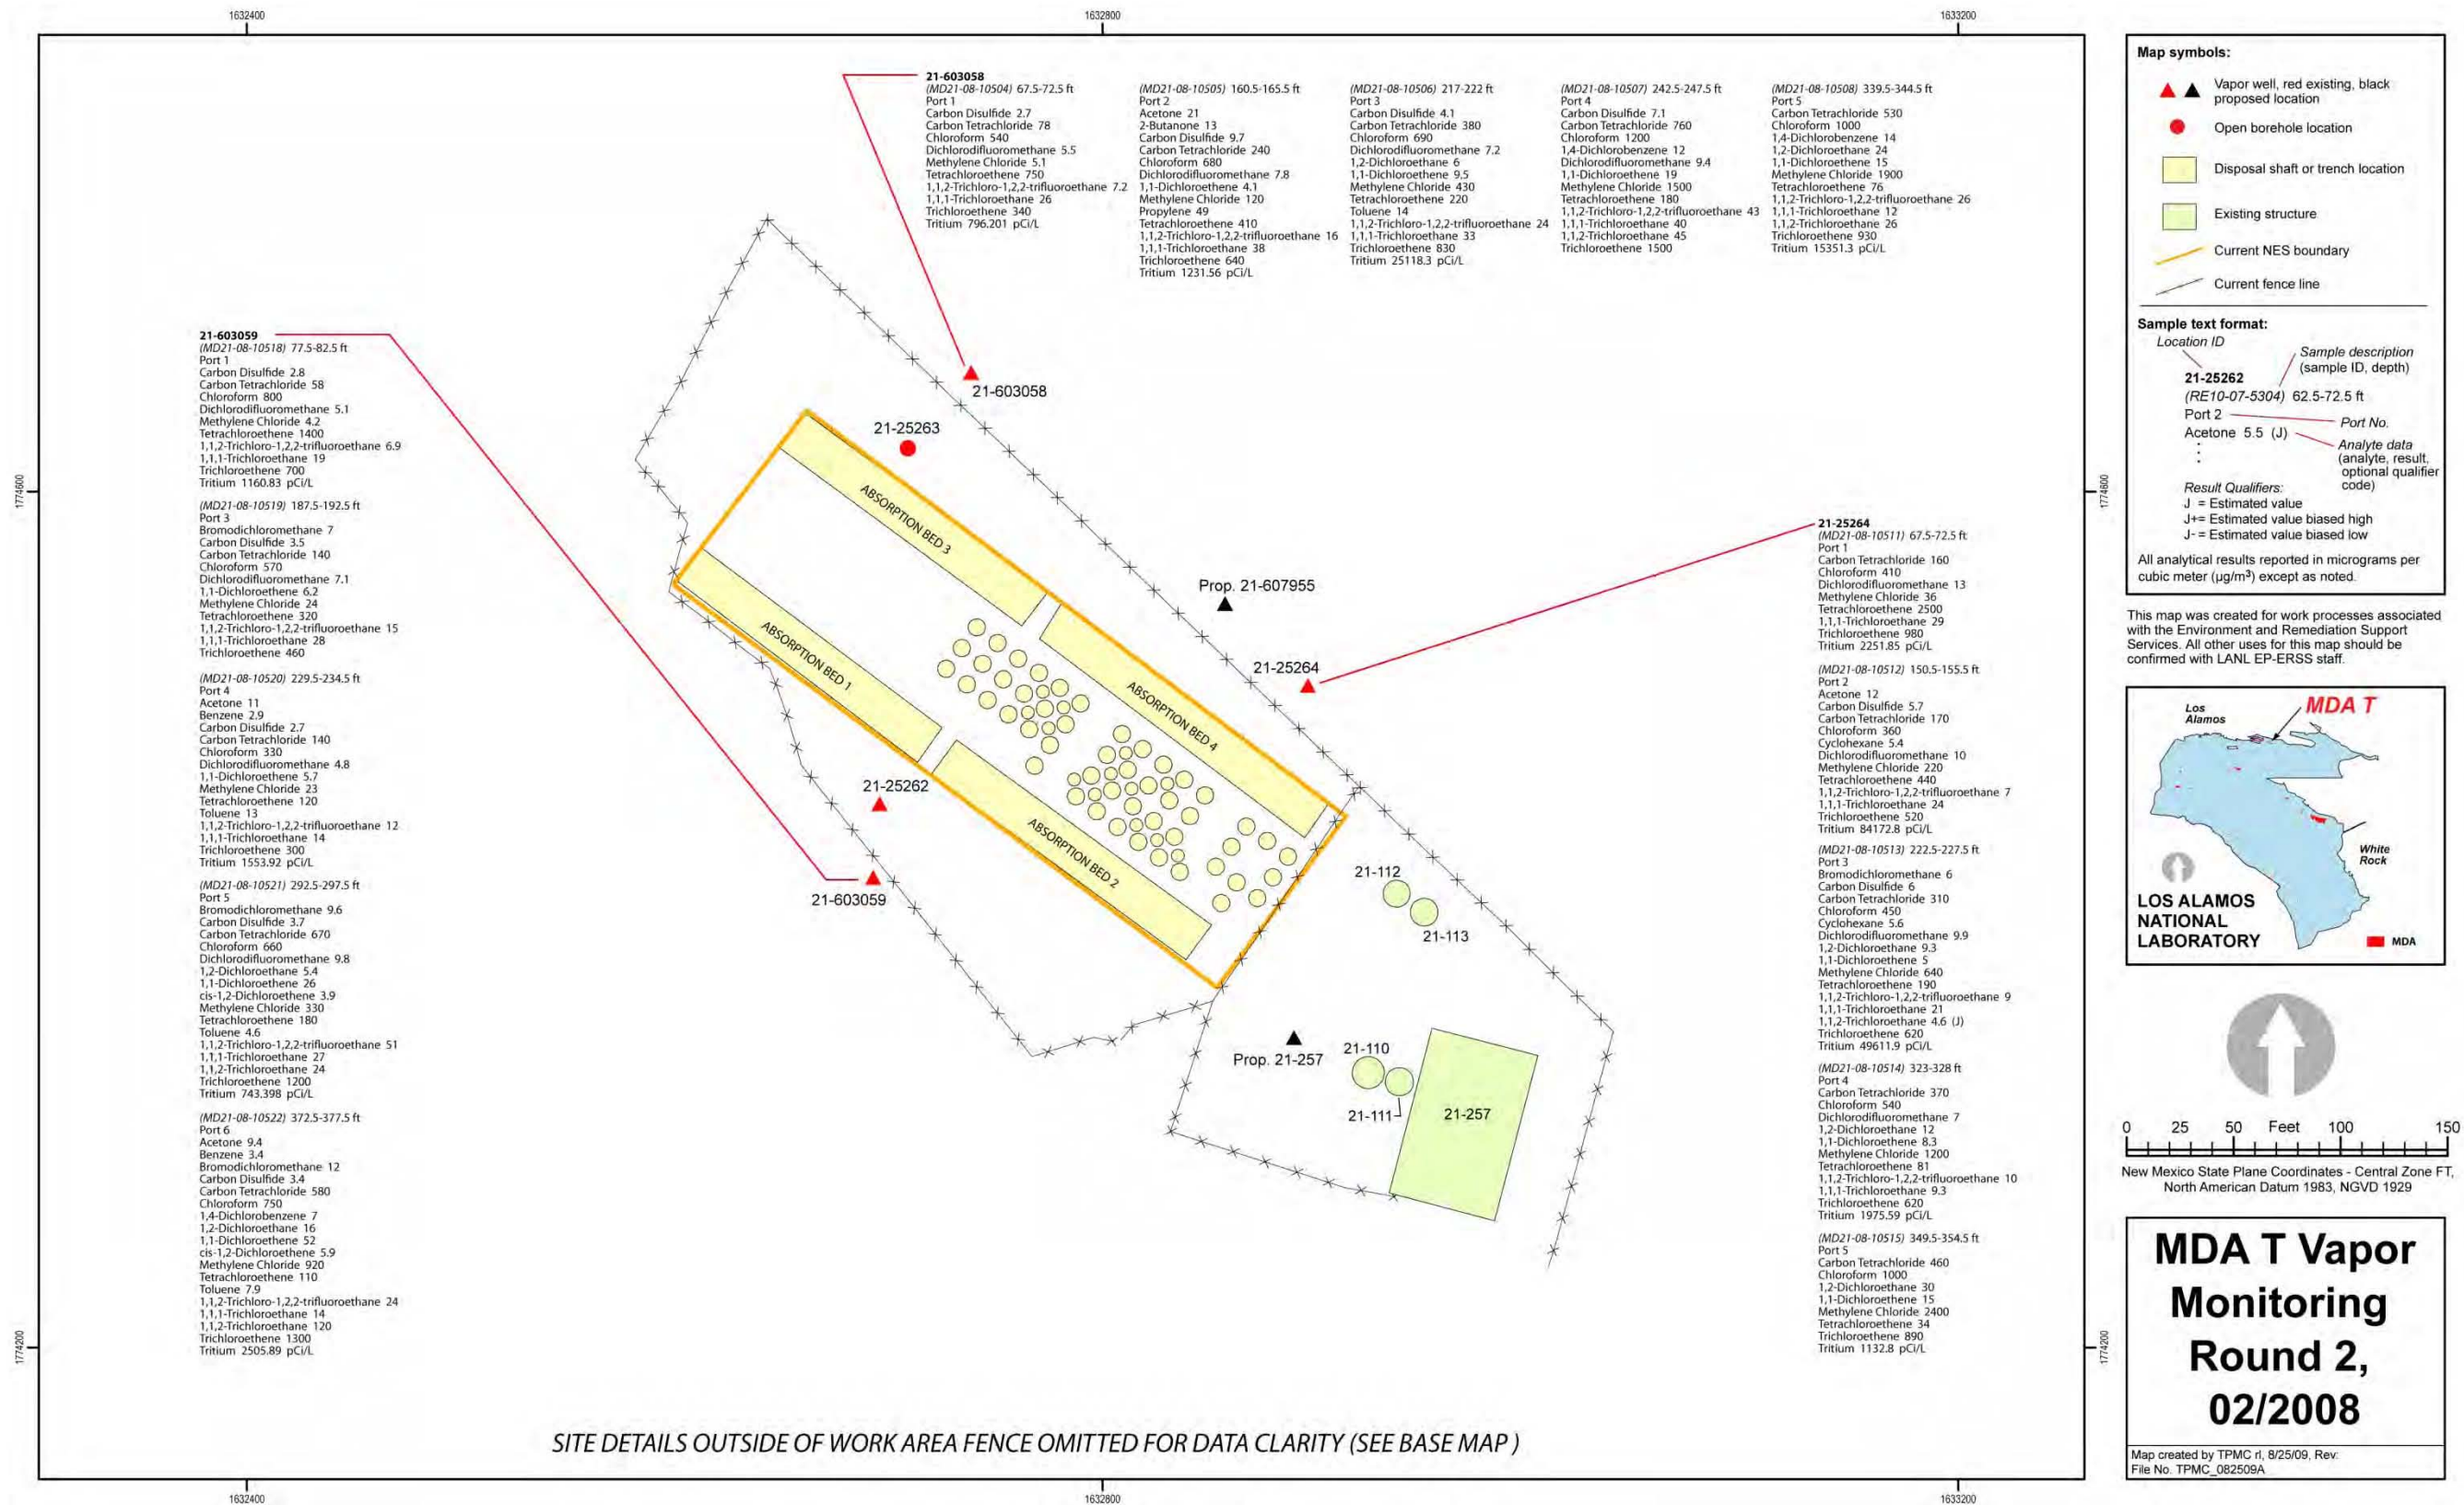 1632400
1632800
1633200
21-603058
(MD21-08-10504) 67.5-72.5 ft
Port 1
Carbon Disulfide 2.7
Carbon Tetrachloride 78
Chloroform 540
Dichlorodifluoromethane 5.5
Methylene Chloride 5.1
Tetrachloroethene 750
1,1,2-Trichloro-1,2,2-trifluoroethane 7.2
1,1,1-Trichloroethane 26
Trichloroethene 340
Tritium 796.201 pCi/L
(MD21-08-10505) 160.5-165.5 ft
Port 2
Acetone 21
2-Butanone 13
Carbon Disulfide 9.7
Carbon Tetrachloride 240
Chloroform 680
Dichlorodifluoromethane 7.8
1,1-Dichloroethene 4.1
Methylene Chloride 120
Propylene 49
Tetrachloroethene 410
1,1,2-Trichloro-1,2,2-trifluoroethane 16
1,1,1-Trichloroethane 38
Trichloroethene 640
Tritium 1231.56 pCi/L
(MD21-08-10506) 217-222 ft
Port 3
Carbon Disulfide 4.1
Carbon Tetrachloride 380
Chloroform 690
Dichlorodifluoromethane 7.2
1,2-Dichloroethane 6
1,1-Dichloroethene 9.5
Methylene Chloride 430
Tetrachloroethene 220
Toluene 14
1,1,2-Trichloro-1,2,2-trifluoroethane 24
1,1,1-Trichloroethane 33
Trichloroethene 830
Tritium 25118.3 pCi/L
(MD21-08-10507) 242.5-247.5 ft
Port 4
Carbon Disulfide 7.1
Carbon Tetrachloride 760
Chloroform 1200
1,4-Dichlorobenzene 12
Dichlorodifluoromethane 9.4
1,1-Dichloroethene 19
Methylene Chloride 1500
Tetrachloroethene 180
1,1,2-Trichloro-1,2,2-trifluoroethane 43
1,1,1-Trichloroethane 40
1,1,2-Trichloroethane 45
Trichloroethene 1500
(MD21-08-10508) 339.5-344.5 ft
Port 5
Carbon Tetrachloride 530
Chloroform 1000
1,4-Dichlorobenzene 14
1,2-Dichloroethane 24
1,1-Dichloroethene 15
Methylene Chloride 1900
Tetrachloroethene 76
1,1,2-Trichloro-1,2,2-trifluoroethane 26
1,1,1-Trichloroethane 12
1,1,2-Trichloroethane 26
Trichloroethene 930
Tritium 15351.3 pCi/L
21-603059
(MD21-08-10518) 77.5-82.5 ft
Port 1
Carbon Disulfide 2.8
Carbon Tetrachloride 58
Chloroform 800
Dichlorodifluoromethane 5.1
Methylene Chloride 4.2
Tetrachloroethene 1400
1,1,2-Trichloro-1,2,2-trifluoroethane 6.9
1,1,1-Trichloroethane 19
Trichloroethene 700
Tritium 1160.83 pCi/L
(MD21-08-10519) 187.5-192.5 ft
Port 3
Bromodichloromethane 7
Carbon Disulfide 3.5
Carbon Tetrachloride 140
Chloroform 570
Dichlorodifluoromethane 7.1
1,1-Dichloroethene 6.2
Methylene Chloride 24
Tetrachloroethene 320
1,1,2-Trichloro-1,2,2-trifluoroethane 15
1,1,1-Trichloroethane 28
Trichloroethene 460
(MD21-08-10520) 229.5-234.5 ft
Port 4
Acetone 11
Benzene 2.9
Carbon Disulfide 2.7
Carbon Tetrachloride 140
Chloroform 330
Dichlorodifluoromethane 4.8
1,1-Dichloroethene 5.7
Methylene Chloride 23
Tetrachloroethene 120
Toluene 13
1,1,2-Trichloro-1,2,2-trifluoroethane 12
1,1,1-Trichloroethane 14
Trichloroethene 300
Tritium 1553.92 pCi/L
(MD21-08-10521) 292.5-297.5 ft
Port 5
Bromodichloromethane 9.6
Carbon Disulfide 3.7
Carbon Tetrachloride 670
Chloroform 660
Dichlorodifluoromethane 9.8
1,2-Dichloroethane 5.4
1,1-Dichloroethene 26
cis-1,2-Dichloroethene 3.9
Methylene Chloride 330
Tetrachloroethene 180
Toluene 4.6
1,1,2-Trichloro-1,2,2-trifluoroethane 51
1,1,1-Trichloroethane 27
1,1,2-Trichloroethane 24
Trichloroethene 1200
Tritium 743.398 pCi/L
(MD21-08-10522) 372.5-377.5 ft
Port 6
Acetone 9.4
Benzene 3.4
Bromodichloromethane 12
Carbon Disulfide 3.4
Carbon Tetrachloride 580
Chloroform 750
1,4-Dichlorobenzene 7
1,2-Dichloroethane 16
1,1-Dichloroethene 52
cis-1,2-Dichloroethene 5.9
Methylene Chloride 920
Tetrachloroethene 110
Toluene 7.9
1,1,2-Trichloro-1,2,2-trifluoroethane 24
1,1,1-Trichloroethane 14
1,1,2-Trichloroethane 120
Trichloroethene 1300
Tritium 2505.89 pCi/L
21-603058
21-25263
ABSORPTION BED 3
Prop. 21-607955
21-25264
ABSORPTION BED 1
ABSORPTION BED 4
21-25262
ABSORPTION BED 2
21-603059
21-112
21-113
Prop. 21-257
21-110
21-111
21-257
21-25264
(MD21-08-10511) 67.5-72.5 ft
Port 1
Carbon Tetrachloride 160
Chloroform 410
Dichlorodifluoromethane 13
Methylene Chloride 36
Tetrachloroethene 2500
1,1,1-Trichloroethane 29
Trichloroethene 980
Tritium 2251.85 pCi/L
(MD21-08-10512) 150.5-155.5 ft
Port 2
Acetone 12
Carbon Disulfide 5.7
Carbon Tetrachloride 170
Chloroform 360
Cyclohexane 5.4
Dichlorodifluoromethane 10
Methylene Chloride 220
Tetrachloroethene 440
1,1,2-Trichloro-1,2,2-trifluoroethane 7
1,1,1-Trichloroethane 24
Trichloroethene 520
Tritium 84172.8 pCi/L
(MD21-08-10513) 222.5-227.5 ft
Port 3
Bromodichloromethane 6
Carbon Disulfide 6
Carbon Tetrachloride 310
Chloroform 450
Cyclohexane 5.6
Dichlorodifluoromethane 9.9
1,2-Dichloroethane 9.3
1,1-Dichloroethene 5
Methylene Chloride 640
Tetrachloroethene 190
1,1,2-Trichloro-1,2,2-trifluoroethane 9
1,1,1-Trichloroethane 21
1,1,2-Trichloroethane 4.6 (J)
Trichloroethene 620
Tritium 49611.9 pCi/L
(MD21-08-10514) 323-328 ft
Port 4
Carbon Tetrachloride 370
Chloroform 540
Dichlorodifluoromethane 7
1,2-Dichloroethane 12
1,1-Dichloroethene 8.3
Methylene Chloride 1200
Tetrachloroethene 81
1,1,2-Trichloro-1,2,2-trifluoroethane 10
1,1,1-Trichloroethane 9.3
Trichloroethene 620
Tritium 1975.59 pCi/L
(MD21-08-10515) 349.5-354.5 ft
Port 5
Carbon Tetrachloride 460
Chloroform 1000
1,2-Dichloroethane 30
1,1-Dichloroethene 15
Methylene Chloride 2400
Tetrachloroethene 34
Trichloroethene 890
Tritium 1132.8 pCi/L
1774600
1774600
1774200
1774200
SITE DETAILS OUTSIDE OF WORK AREA FENCE OMITTED FOR DATA CLARITY (SEE BASE MAP )
1632400
1632800
1633200
Map symbols:
Vapor well, red existing, black
proposed location
Open borehole location
Disposal shaft or trench location
Existing structure
Current NES boundary
Current fence line
Sample text format:
Location ID
Sample description
(sample ID, depth)
21-25262
(RE10-07-5304) 62.5-72.5 ft
Port 2
Port No.
Acetone 5.5 (J)
Analyte data
(analyte, result,
optional qualifier
code)
Result Qualifiers:
J = Estimated value
J+= Estimated value biased high
J- = Estimated value biased low
All analytical results reported in micrograms per
cubic meter (µg/m³) except as noted.
This map was created for work processes associated
with the Environment and Remediation Support
Services. All other uses for this map should be
confirmed with LANL EP-ERSS staff.
Los
Alamos
MDA T
White
Rock
LOS ALAMOS
NATIONAL
LABORATORY
MDA
0 25 50 Feet 100 150
New Mexico State Plane Coordinates - Central Zone FT,
North American Datum 1983, NGVD 1929
MDA T Vapor
Monitoring
Round 2,
02/2008
Map created by TPMC rl, 8/25/09, Rev:
File No. TPMC_082509A